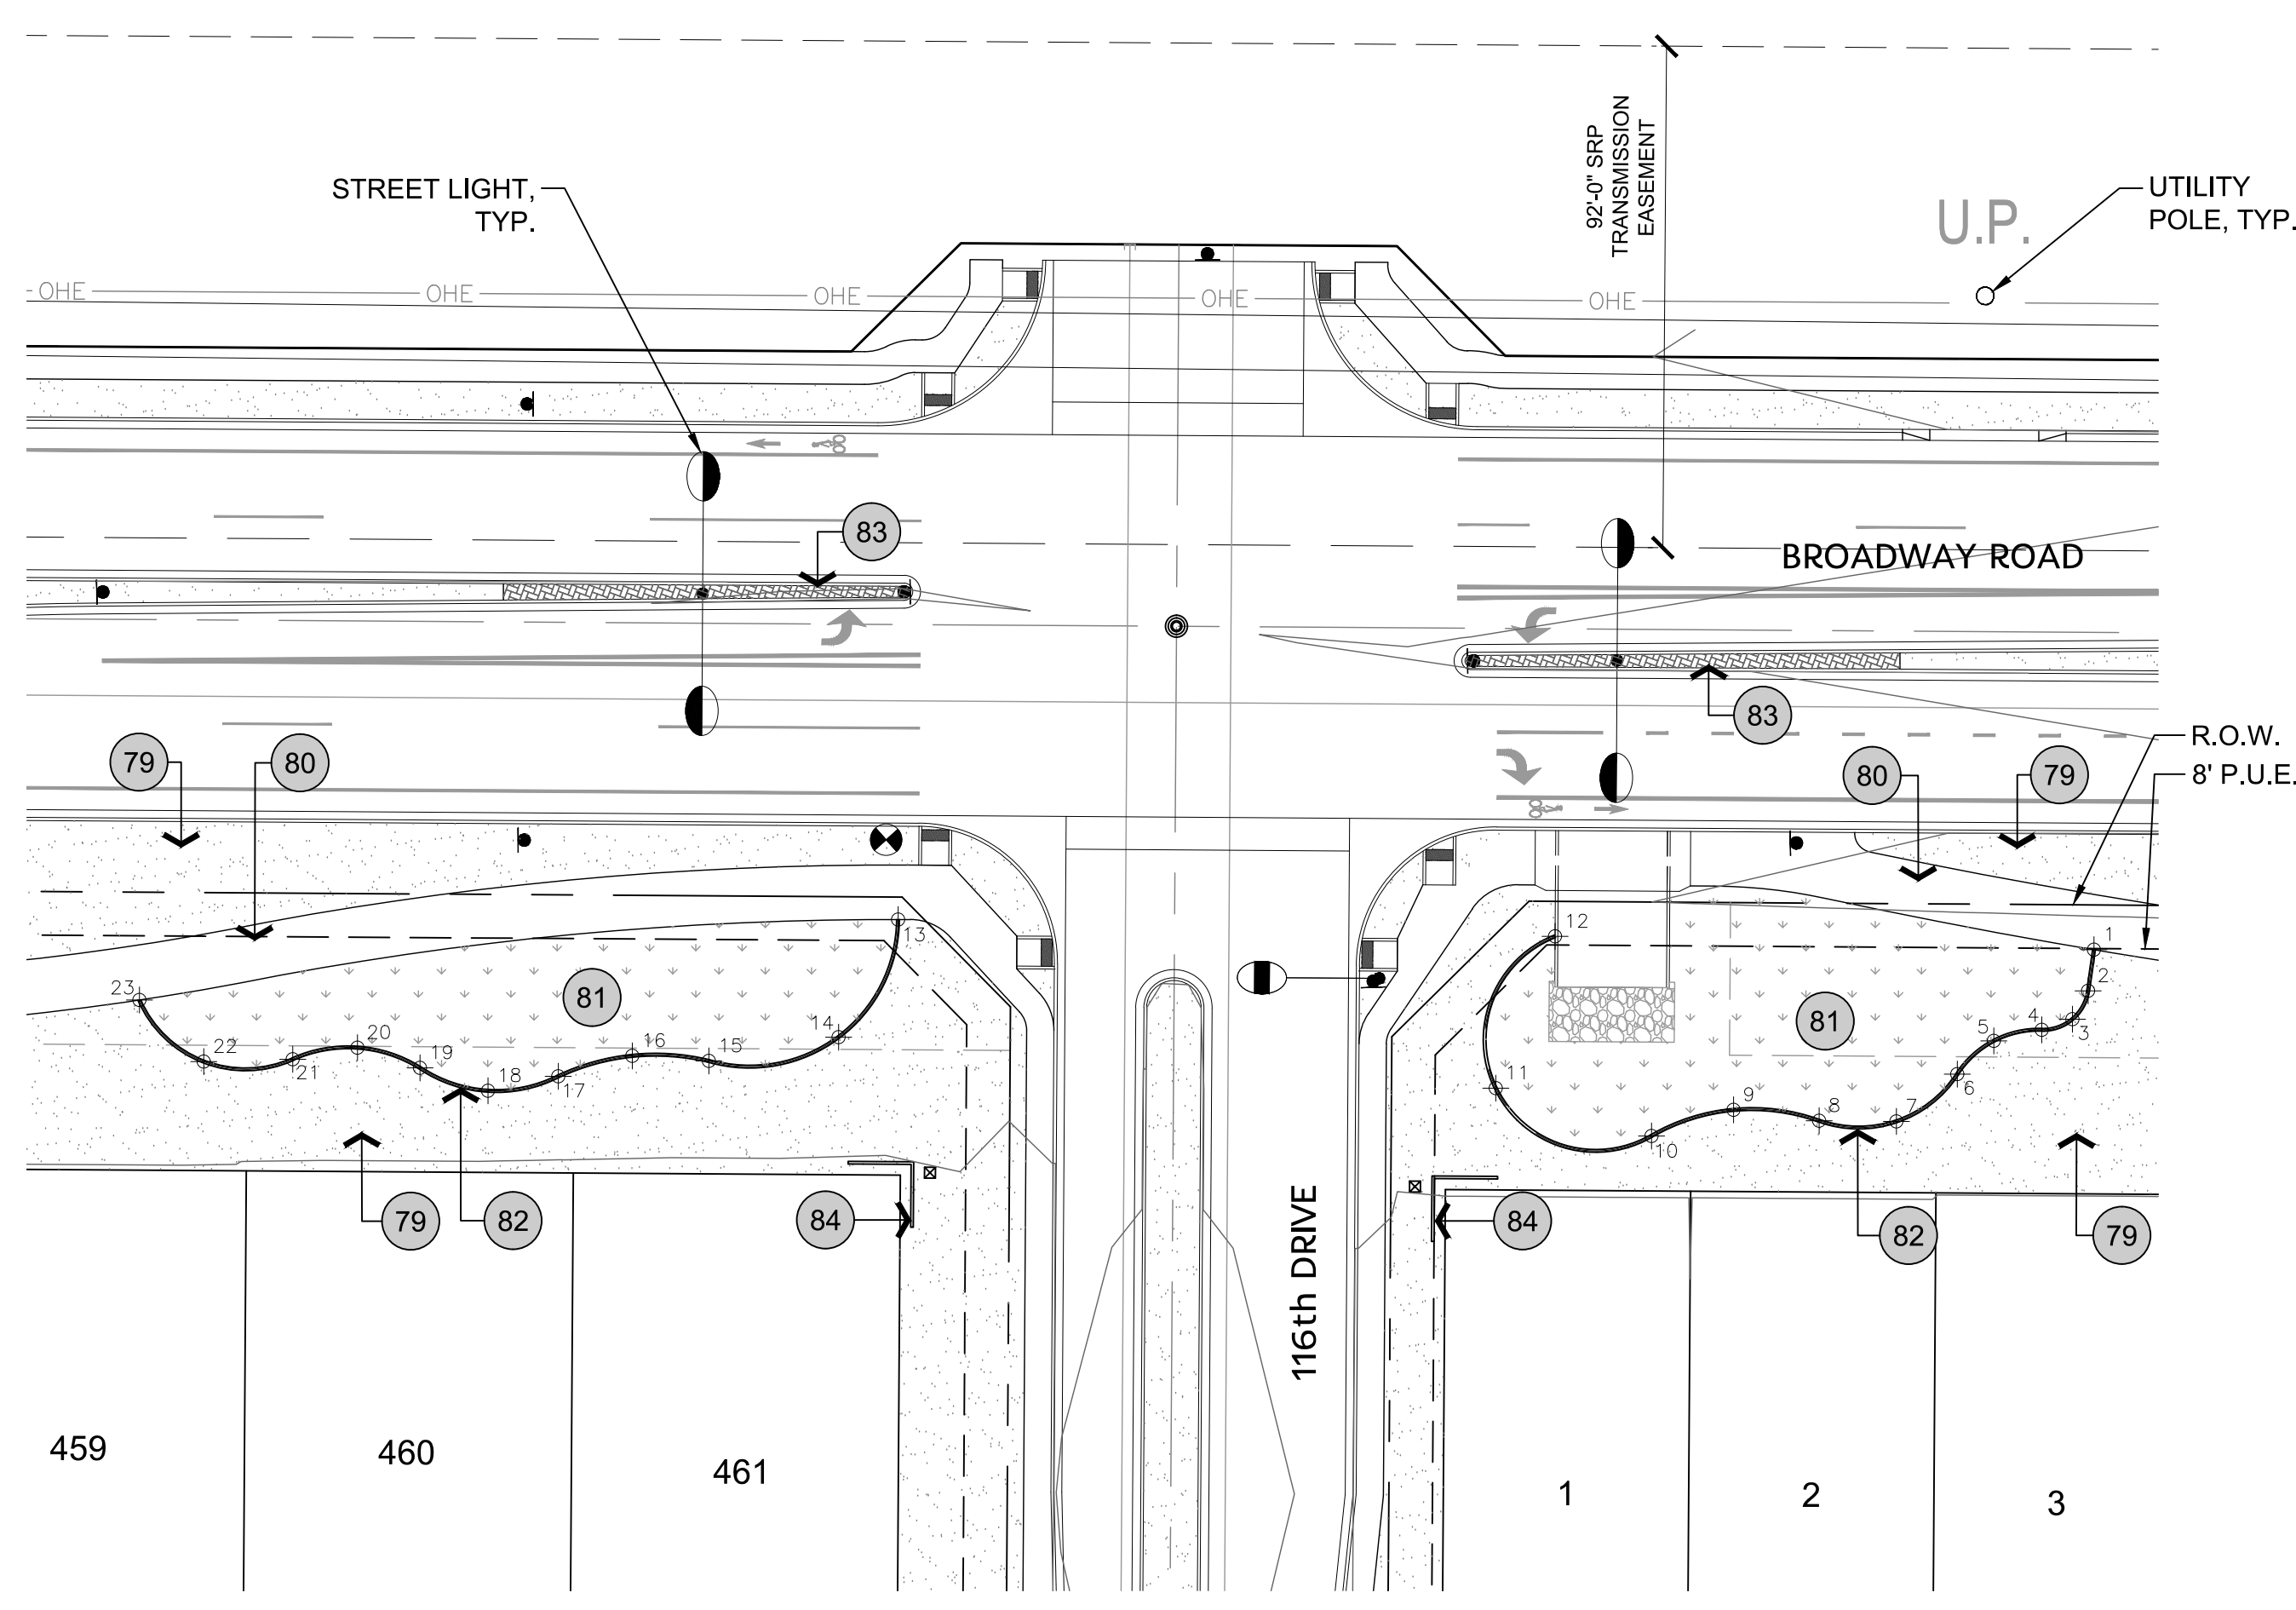 92'-0" SRP
TRANSMISSION
EASEMENT
STREET LIGHT,
TYP.
U.P.
UTILITY
POLE, TYP.
OHE
OHE
OHE
OHE
OHE
83
BROADWAY ROAD
83
R.O.W.
8' P.U.E.
79
80
80
79
13
12
1
2
3
4
5
6
7
8
9
10
11
81
81
14
15
16
17
18
19
20
21
22
23
79
82
84
84
82
79
116th DRIVE
459
460
461
1
2
3